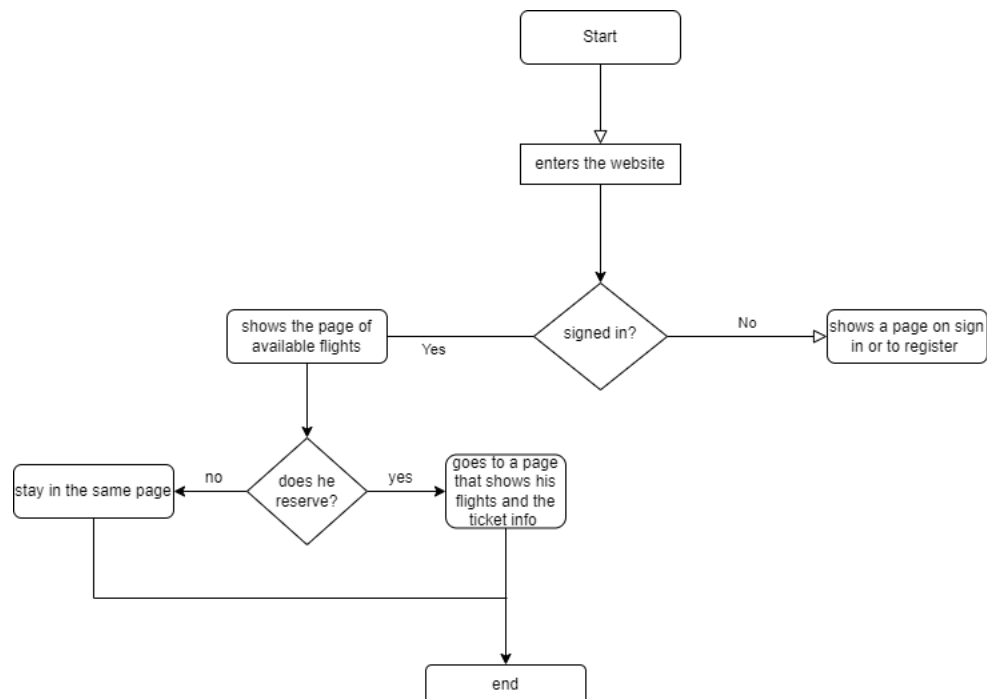 Start
enters the website
signed in?
No
shows a page on sign
in or to register
Yes
shows the page of
available flights
does he
reserve?
no
stay in the same page
yes
goes to a page
that shows his
flights and the
ticket info
end